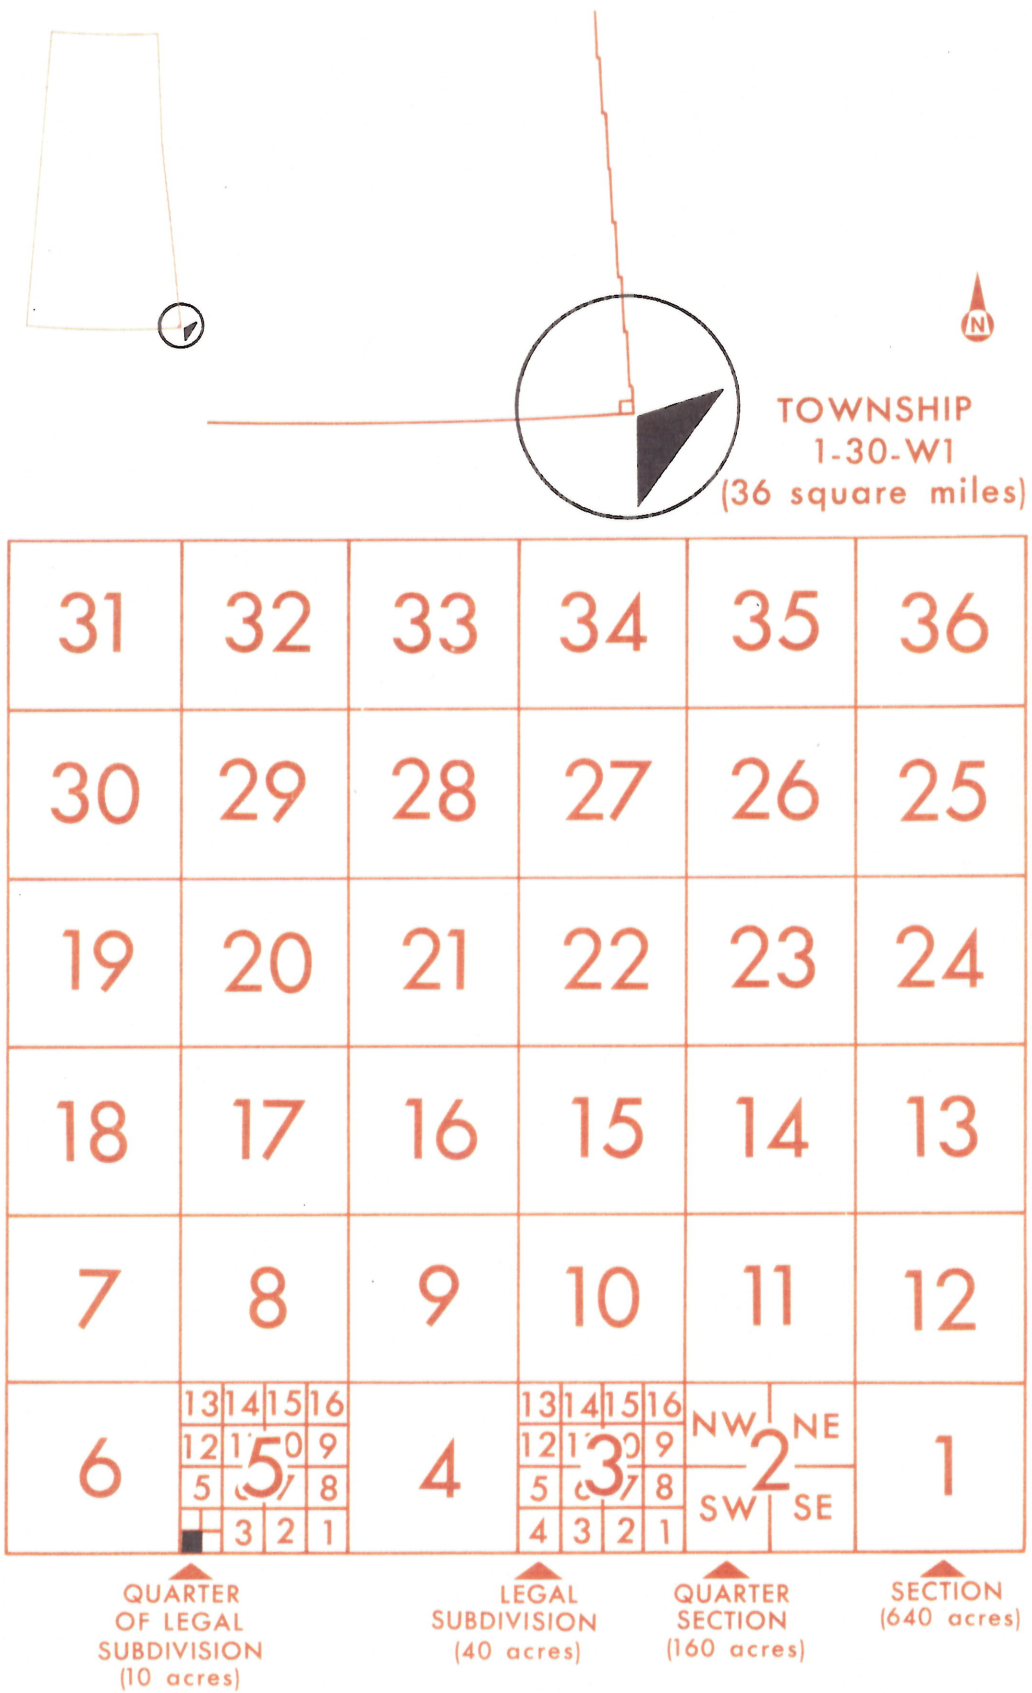 N
TOWNSHIP
1-30-W1
(36 square miles)
31 32 33 34 35 36
30 29 28 27 26 25
19 20 21 22 23 24
18 17 16 15 14 13
7 8 9 10 11 12
6 5 4 3 2 1
13 14 15 16
12 9
5 8
3 2 1
13 14 15 16
12 9
5 8
4 3 2 1
NW NE
SW SE
QUARTER
OF LEGAL
SUBDIVISION
(10 acres)
LEGAL
SUBDIVISION
(40 acres)
QUARTER
SECTION
(160 acres)
SECTION
(640 acres)